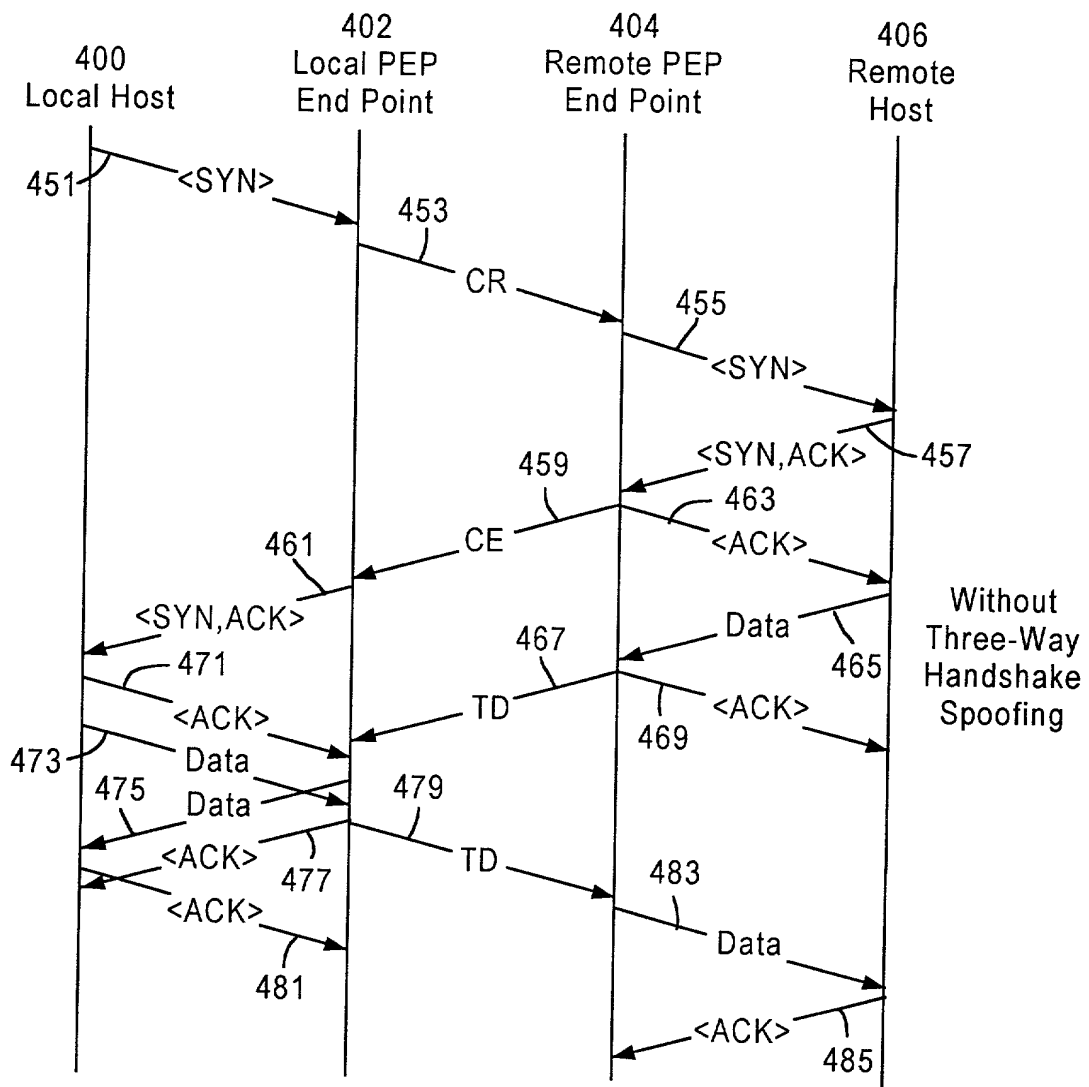 400
Local Host
402
Local PEP
End Point
404
Remote PEP
End Point
406
Remote
Host
451
<SYN>
453
CR
455
<SYN>
457
<SYN,ACK>
459
CE
463
<ACK>
461
<SYN,ACK>
465
Data
467
TD
469
<ACK>
Without
Three-Way
Handshake
Spoofing
471
<ACK>
473
Data
475
Data
477
<ACK>
479
TD
481
<ACK>
483
Data
485
<ACK>